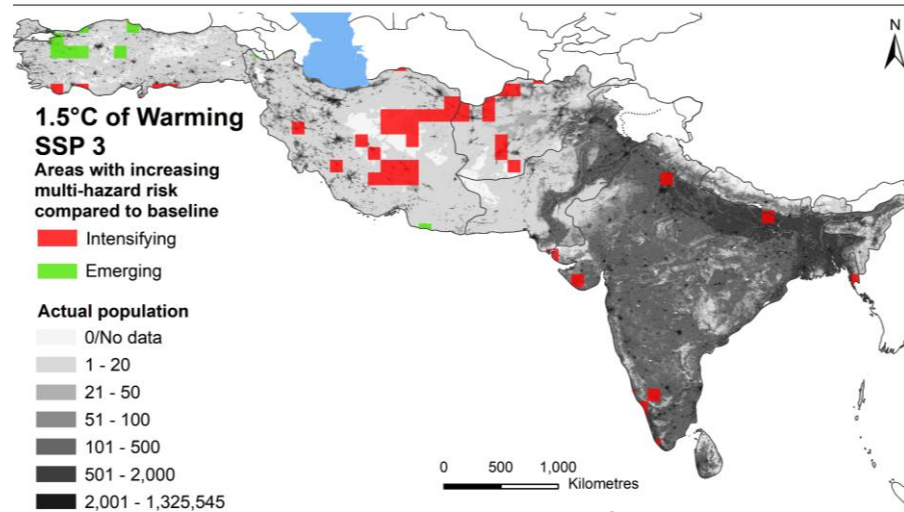 N
1.5°C of Warming
SSP 3
Areas with increasing
multi-hazard risk
compared to baseline
Intensifying
Emerging
Actual population
0/No data
1 - 20
21 - 50
51 - 100
101 - 500
501 - 2,000
2,001 - 1,325,545
0 500 1,000
Kilometres